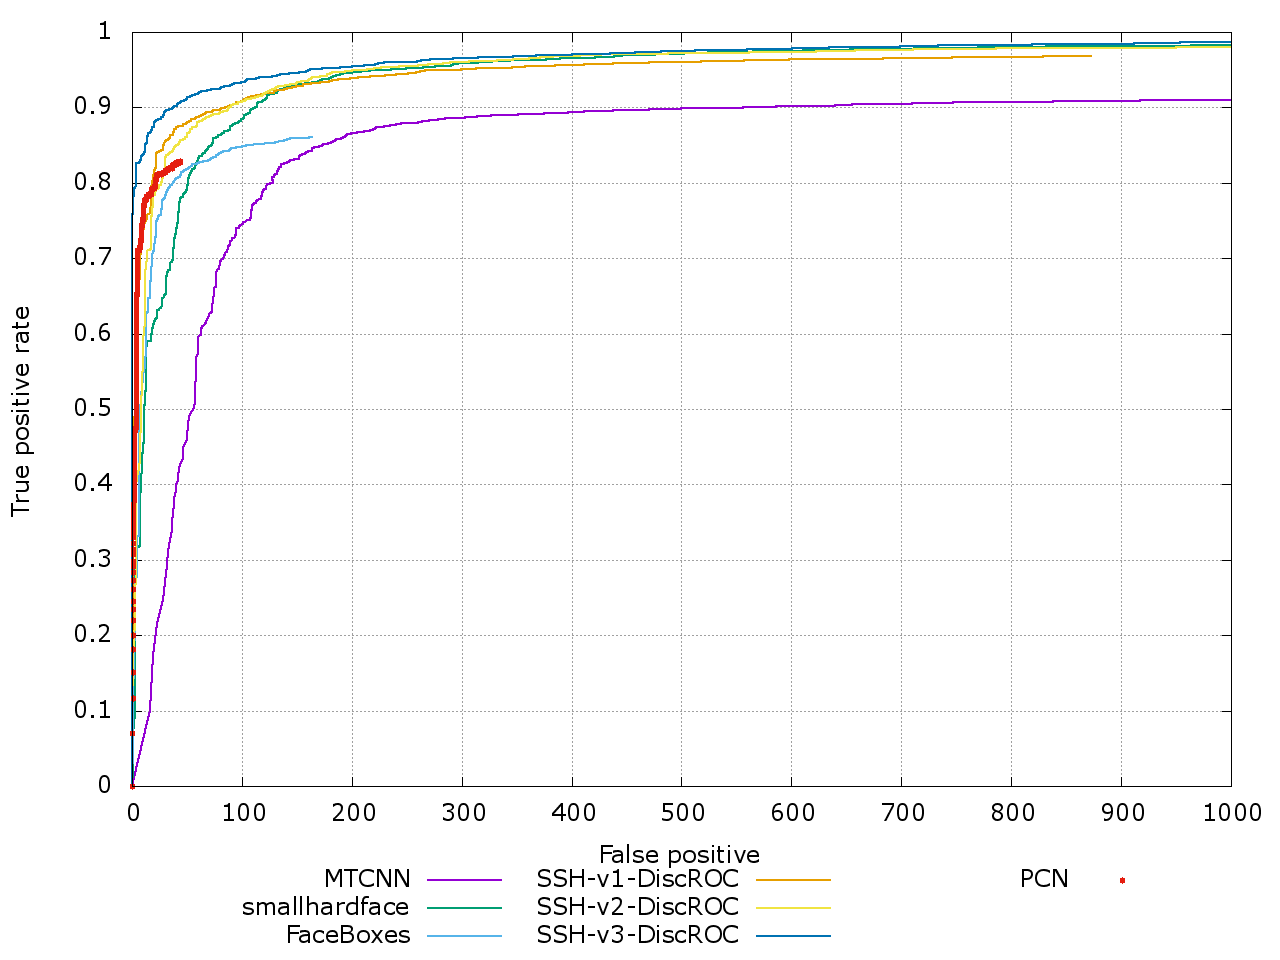 1
0.9
0.8
0.7
0.6
0.5
0.4
0.3
0.2
0.1
0
True positive rate
0 100 200 300 400 500 600 700 800 900 1000
False positive
MTCNN SSH-v1-DiscROC PCN
smallhardface SSH-v2-DiscROC
FaceBoxes SSH-v3-DiscROC